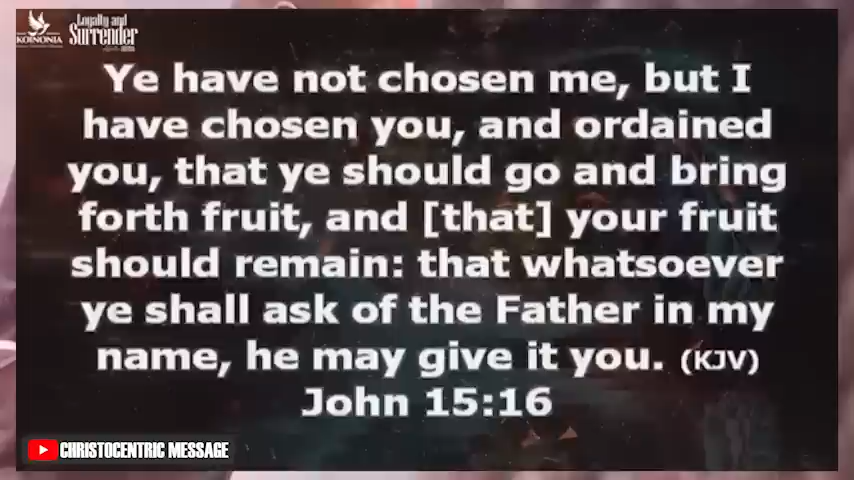 KOINONIA
Loyalty and
Surrender
Ye have not chosen me, but I
have chosen you, and ordained
you, that ye should go and bring
forth fruit, and [that] your fruit
should remain: that whatsoever
ye shall ask of the Father in my
name, he may give it you. (KJV)
John 15:16
CHRISTOCENTRIC MESSAGE